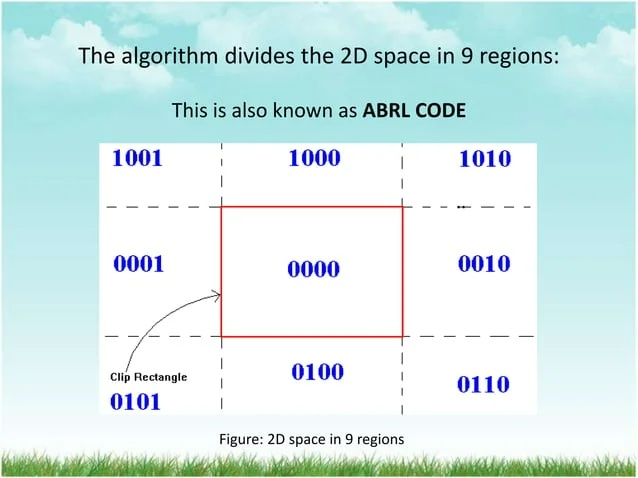 The algorithm divides the 2D space in 9 regions:
This is also known as ABRL CODE
1001 1000 1010
0001 0000 0010
Clip Rectangle
0101 0100 0110
Figure: 2D space in 9 regions